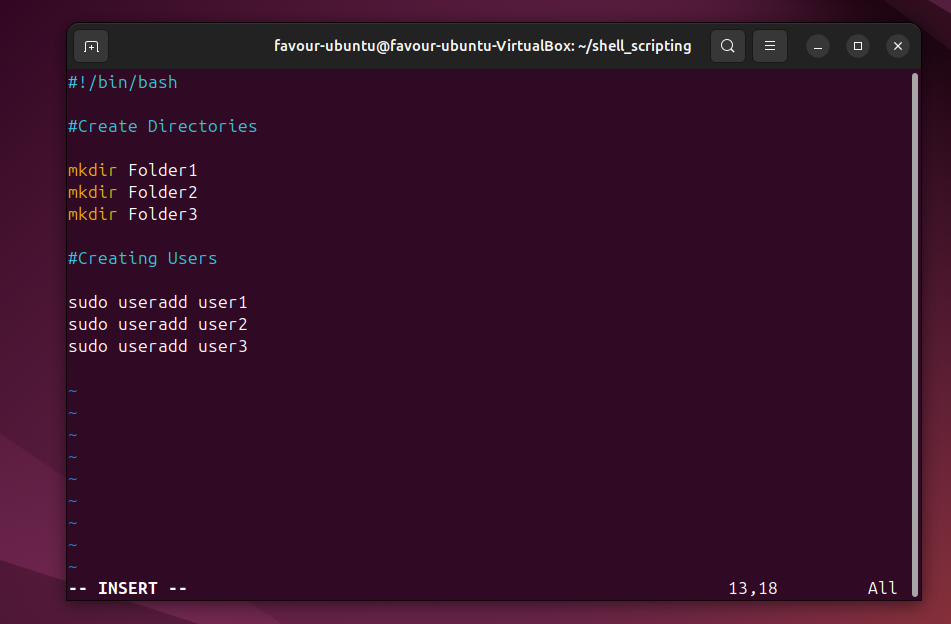 favour-ubuntu@favour-ubuntu-VirtualBox: ~/shell_scripting
#!/bin/bash
#Create Directories
mkdir Folder1
mkdir Folder2
mkdir Folder3
#Creating Users
sudo useradd user1
sudo useradd user2
sudo useradd user3
~
~
~
~
~
~
~
~
~
-- INSERT -- 13,18 All